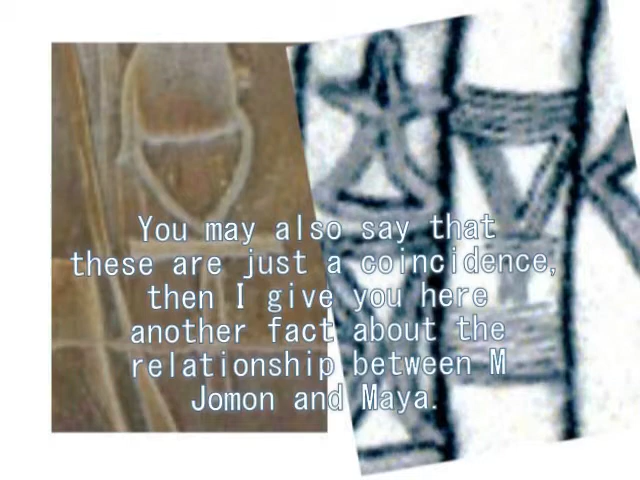 You may also say that
these are just a coincidence,
then I give you here
another fact about the
relationship between M
Jomon and Maya.